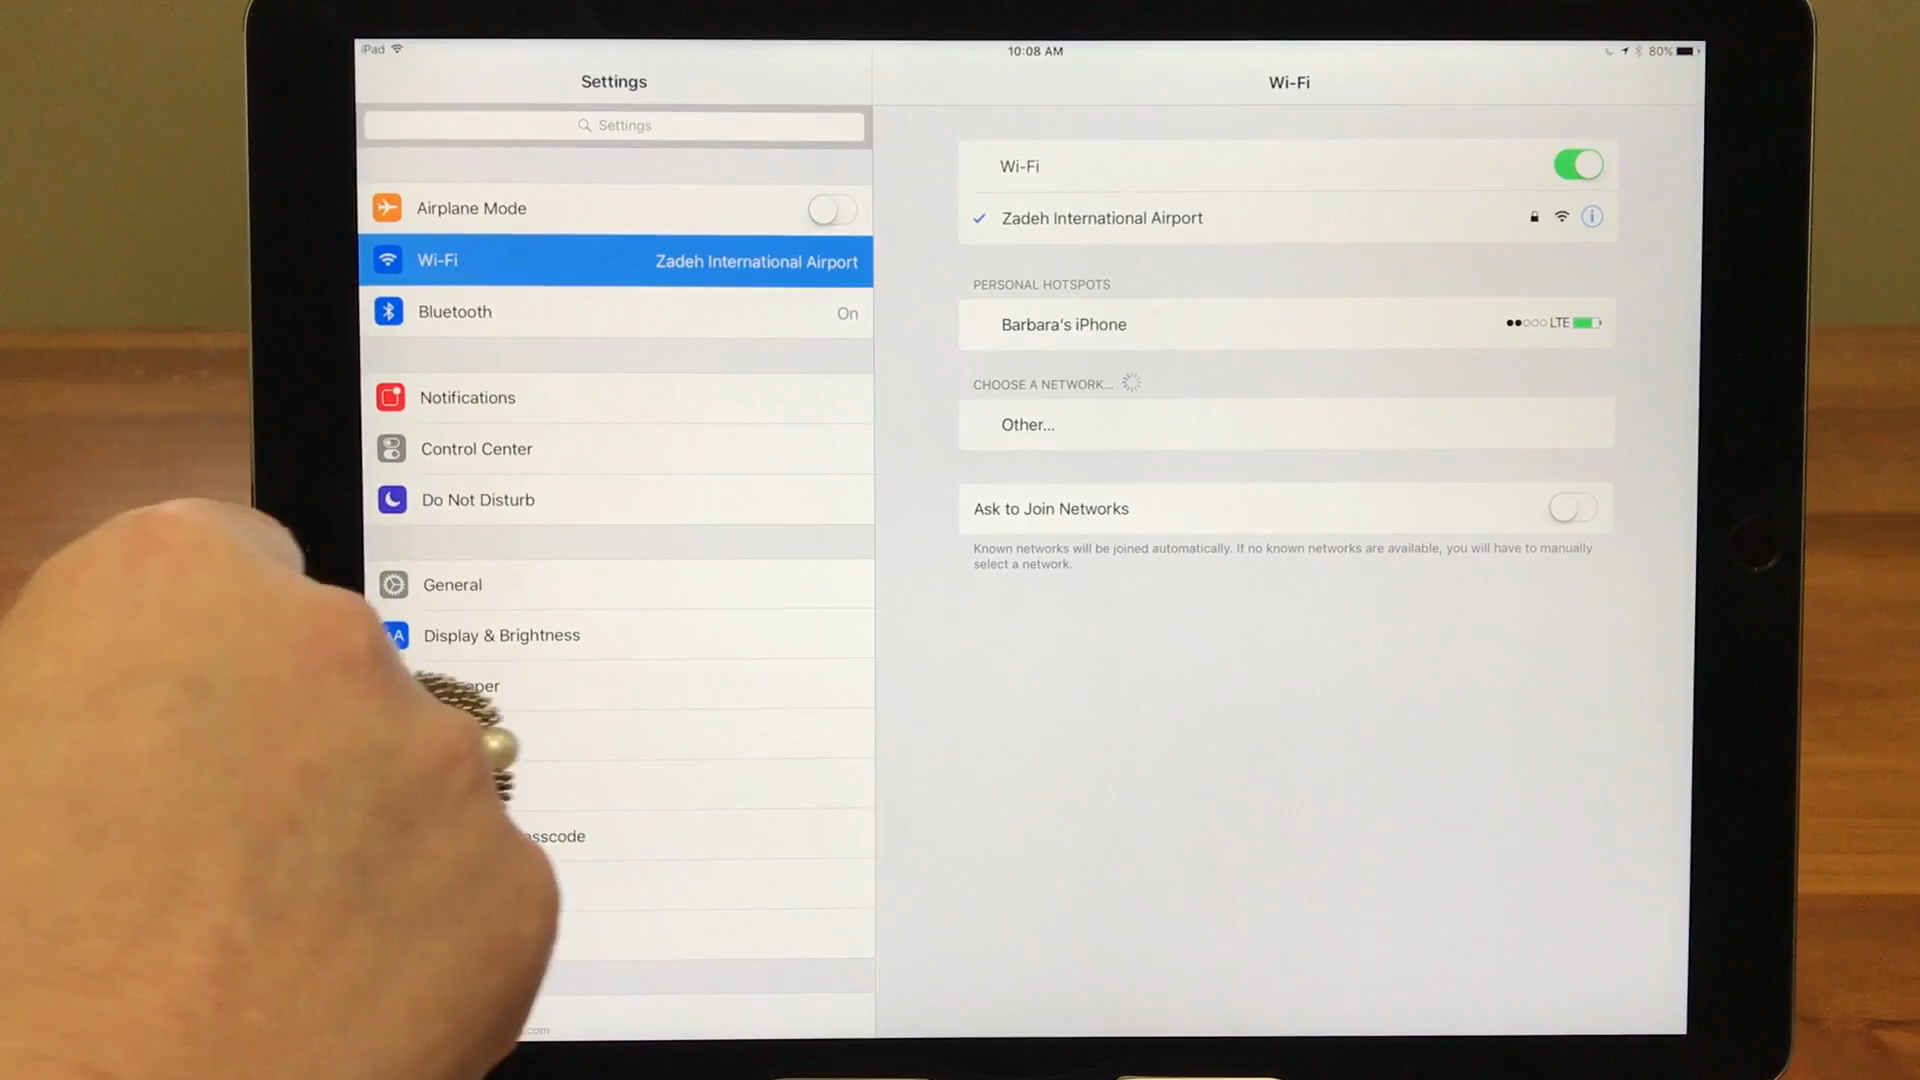 iPad
10:08 AM
80%
Settings
Wi-Fi
Settings
Airplane Mode
Wi-Fi
Zadeh International Airport
Bluetooth
On
Notifications
Control Center
Do Not Disturb
General
Display & Brightness
aper
asscode
.com
Wi-Fi
Zadeh International Airport
PERSONAL HOTSPOTS
Barbara's iPhone
LTE
CHOOSE A NETWORK...
Other...
Ask to Join Networks
Known networks will be joined automatically. If no known networks are available, you will have to manually
select a network.